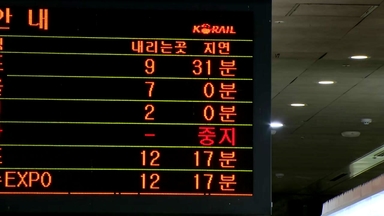 안내
KORAIL
내리는곳 지연
9 31분
7 0분
2 0분
- 중지
12 17분
EXPO 12 17분